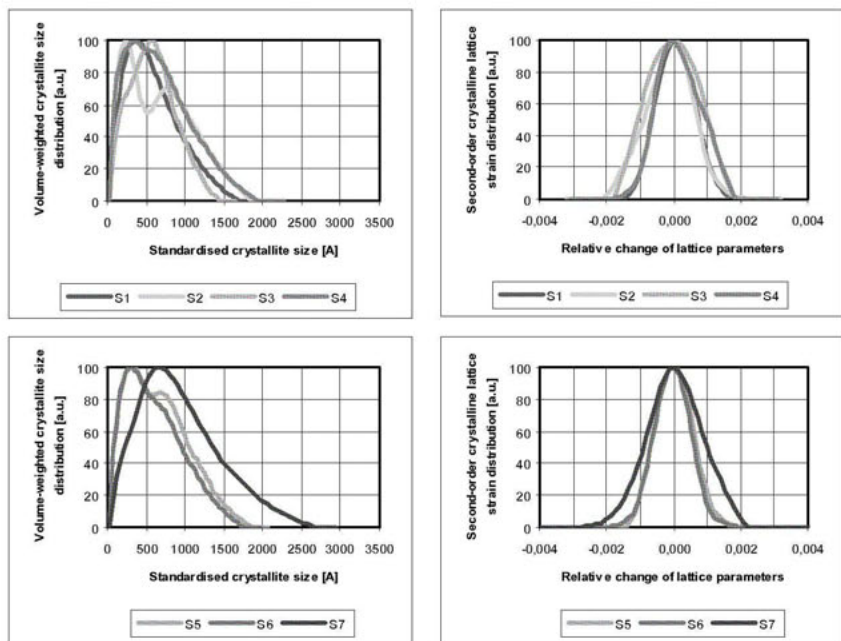 Volume-weighted crystallite size
distribution [a.u.]
100
80
60
40
20
0
0 500 1000 1500 2000 2500 3000 3500
Standardised crystallite size [A]
S1 S2 S3 S4
Second-order crystalline lattice
strain distribution [a.u.]
100
80
60
40
20
0
-0,004 -0,002 0,000 0,002 0,004
Relative change of lattice parameters
S1 S2 S3 S4
Volume-weighted crystallite size
distribution [a.u.]
100
80
60
40
20
0
0 500 1000 1500 2000 2500 3000 3500
Standardised crystallite size [A]
S5 S6 S7
Second-order crystalline lattice
strain distribution [a.u.]
100
80
60
40
20
0
-0,004 -0,002 0,000 0,002 0,004
Relative change of lattice parameters
S5 S6 S7